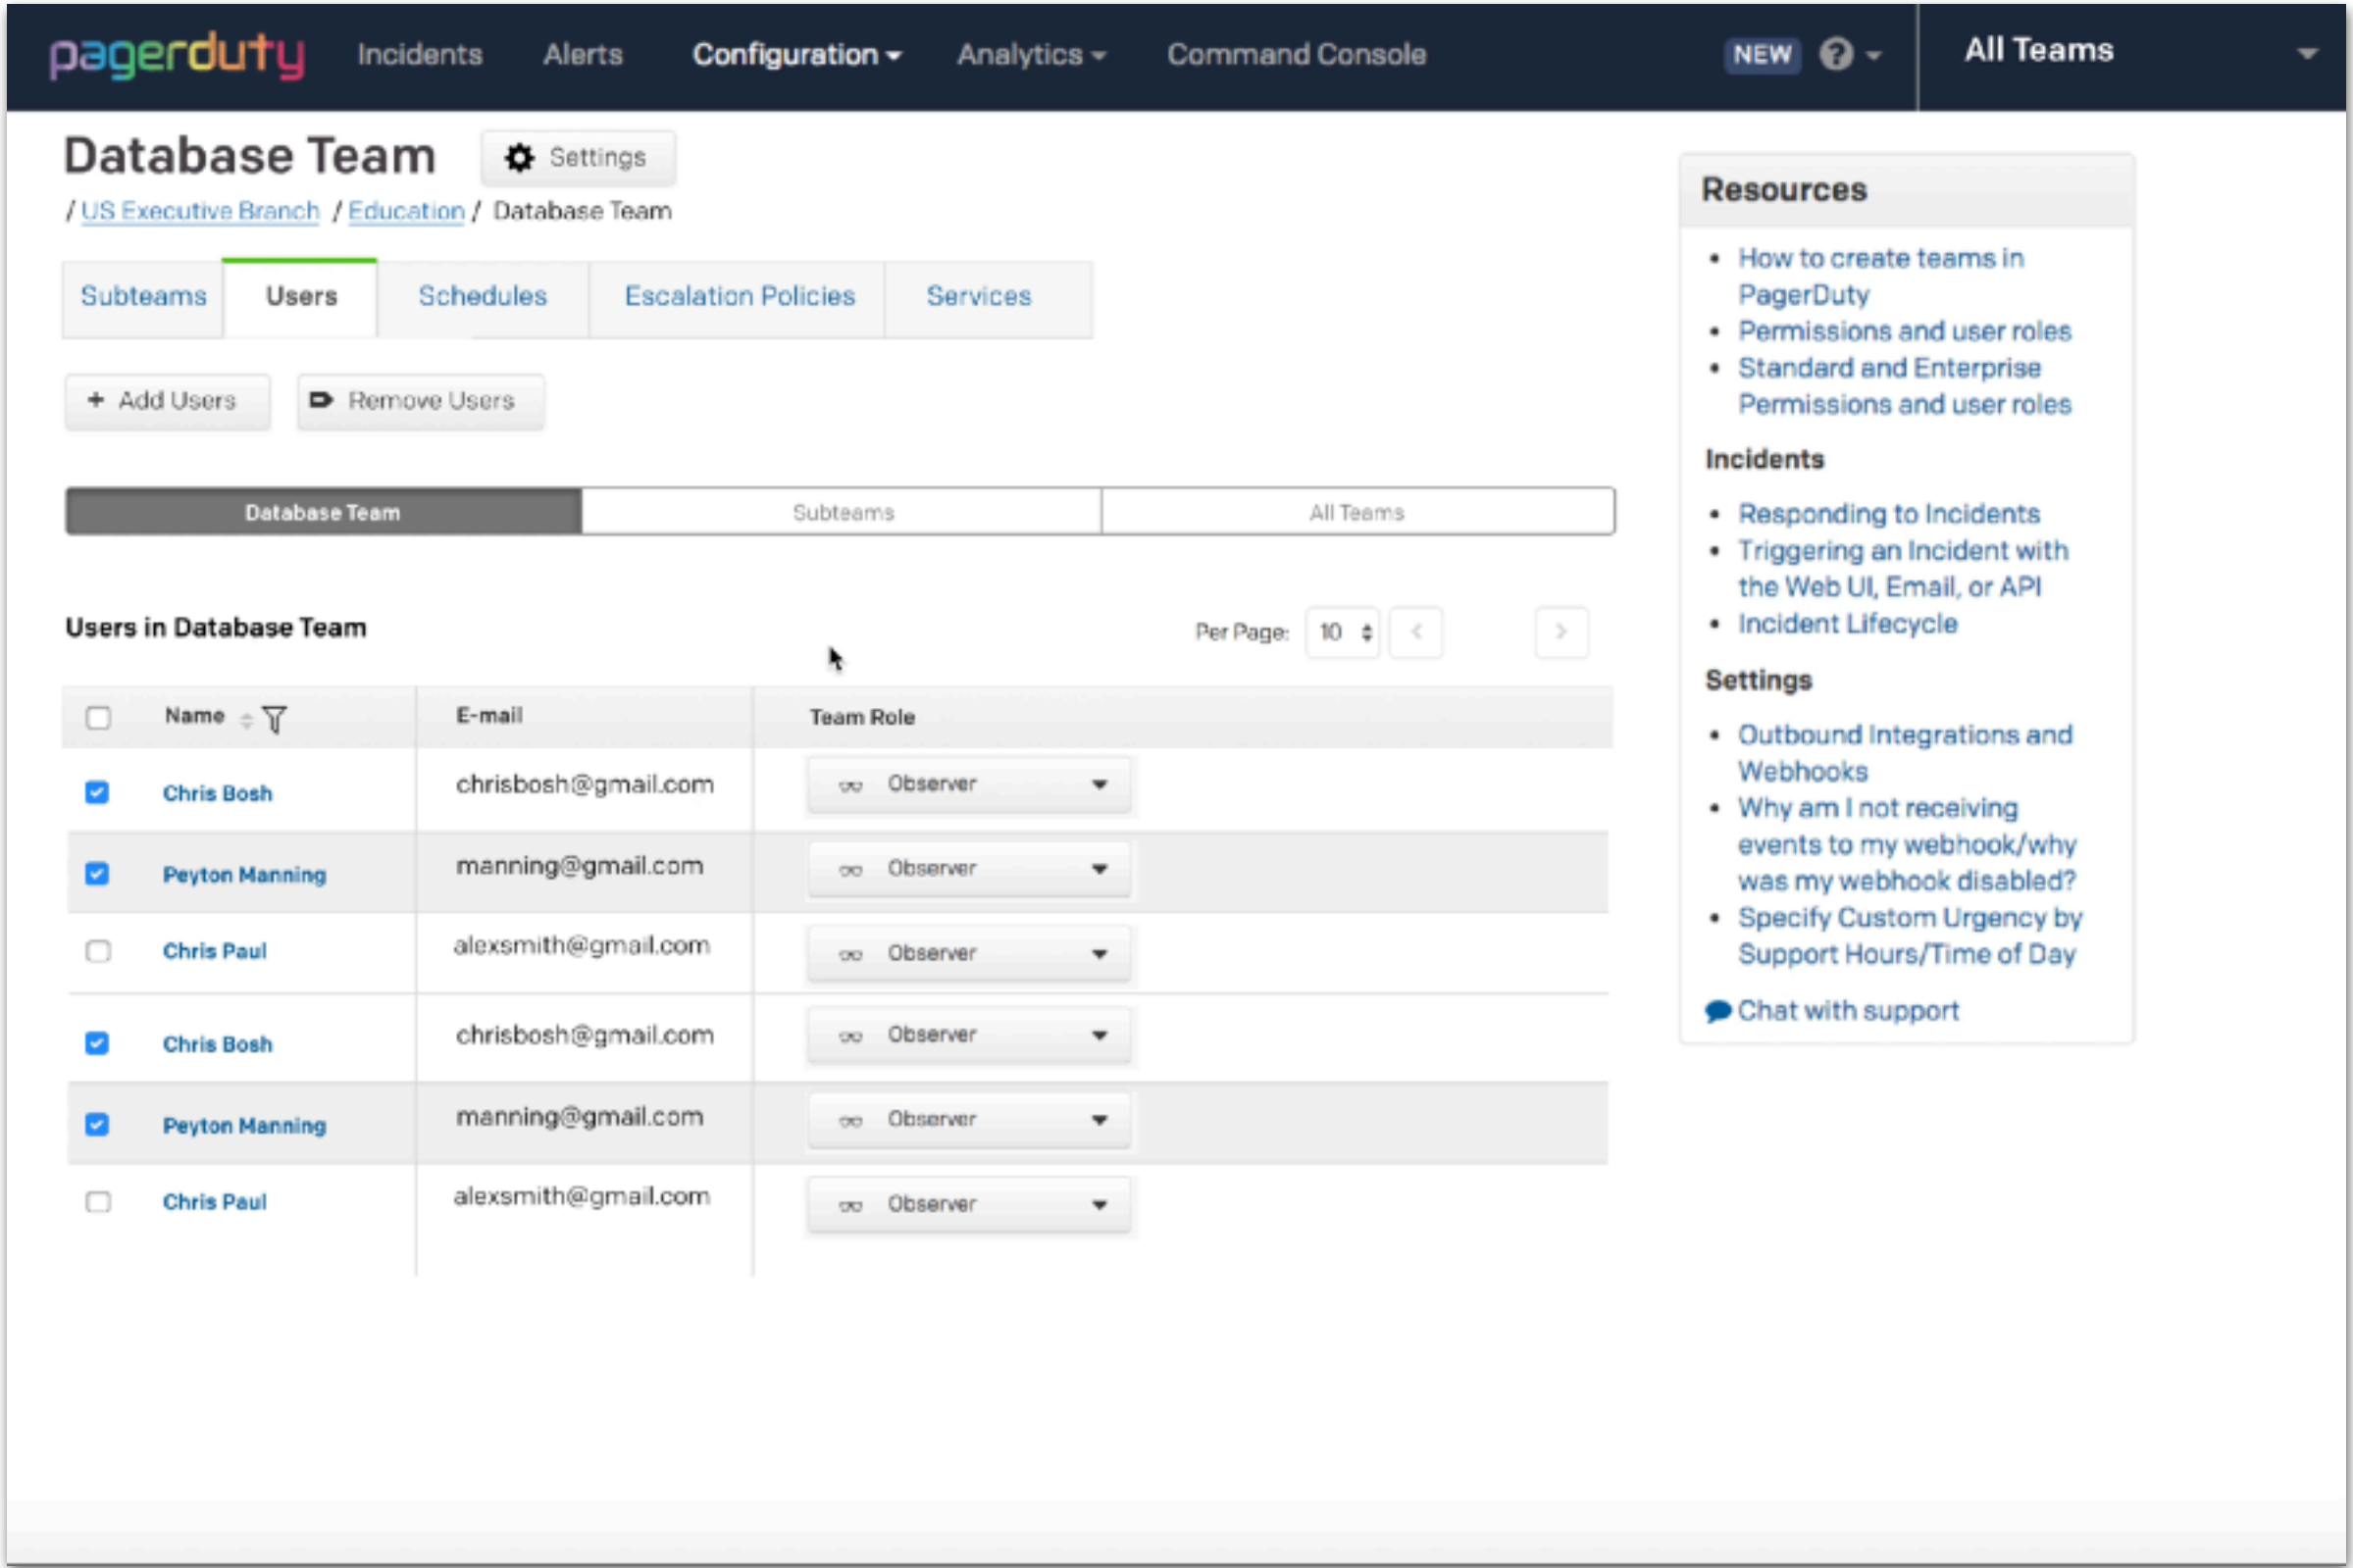 pagerduty Incidents Alerts Configuration Analytics Command Console NEW ? All Teams
Database Team Settings
/ US Executive Branch / Education / Database Team
Subteams Users Schedules Escalation Policies Services
+ Add Users Remove Users
Database Team Subteams All Teams
Users in Database Team Per Page: 10 < >
Name E-mail Team Role
Chris Bosh chrisbosh@gmail.com Observer
Peyton Manning manning@gmail.com Observer
Chris Paul alexsmith@gmail.com Observer
Chris Bosh chrisbosh@gmail.com Observer
Peyton Manning manning@gmail.com Observer
Chris Paul alexsmith@gmail.com Observer
Resources
• How to create teams in
PagerDuty
• Permissions and user roles
• Standard and Enterprise
Permissions and user roles
Incidents
• Responding to Incidents
• Triggering an Incident with
the Web UI, Email, or API
• Incident Lifecycle
Settings
• Outbound Integrations and
Webhooks
• Why am I not receiving
events to my webhook/why
was my webhook disabled?
• Specify Custom Urgency by
Support Hours/Time of Day
Chat with support